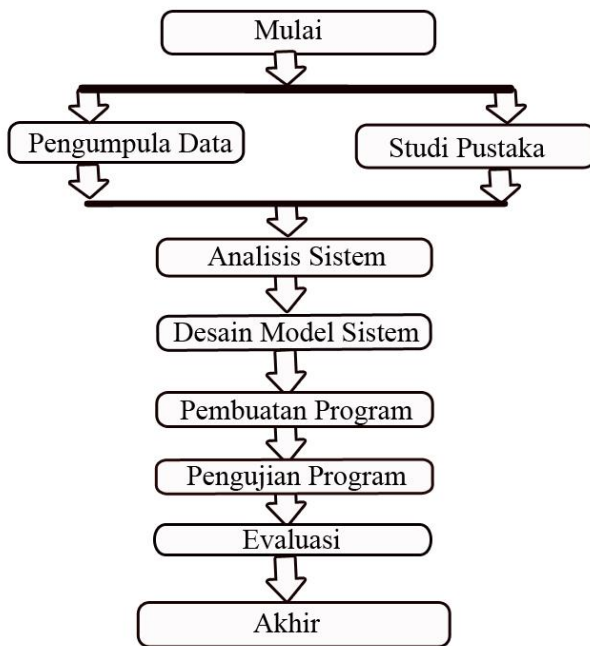 Mulai
Pengumpula Data
Studi Pustaka
Analisis Sistem
Desain Model Sistem
Pembuatan Program
Pengujian Program
Evaluasi
Akhir